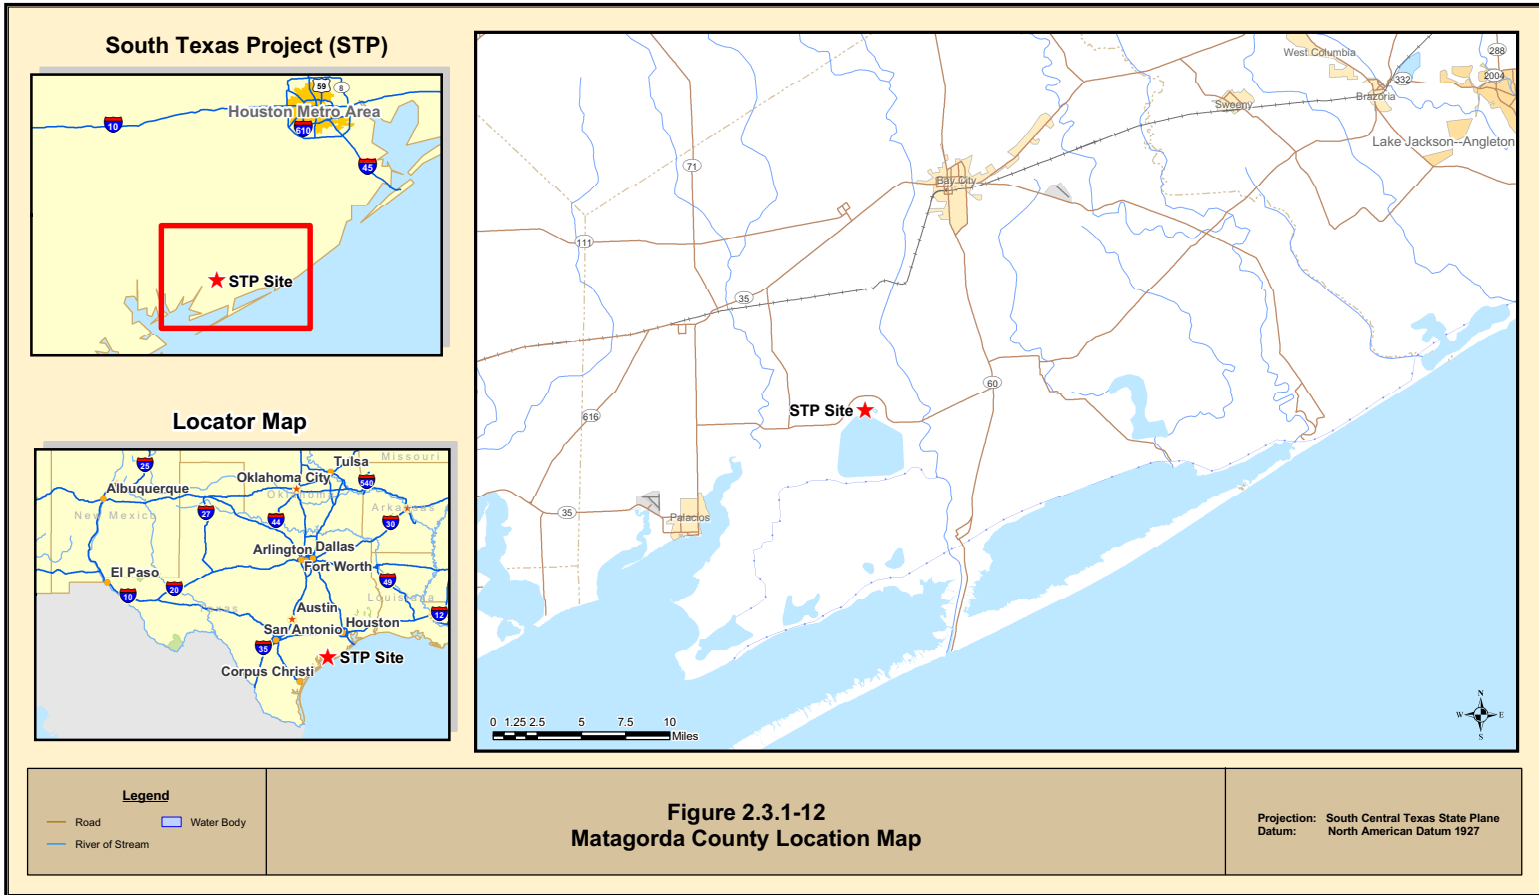 South Texas Project (STP)
59
8
Houston Metro Area
10
610
45
STP Site
Locator Map
Missouri
25
Tulsa
Oklahoma City
540
Albuquerque
Oklahoma
Arkansas
New Mexico
27
44
30
Arlington
Dallas
Fort Worth
El Paso
20
49
10
Louisiana
Texas
Austin
12
San Antonio
Houston
35
STP Site
Corpus Christi
West Columbia
288
332
2004
Brazoria
Sweeny
Lake Jackson--Angleton
71
Bay City
111
35
60
STP Site
616
35
Palacios
0 1.25 2.5 5 7.5 10
Miles
N
W E
S
Legend
Road
Water Body
River of Stream
Figure 2.3.1-12
Matagorda County Location Map
Projection: South Central Texas State Plane
Datum: North American Datum 1927